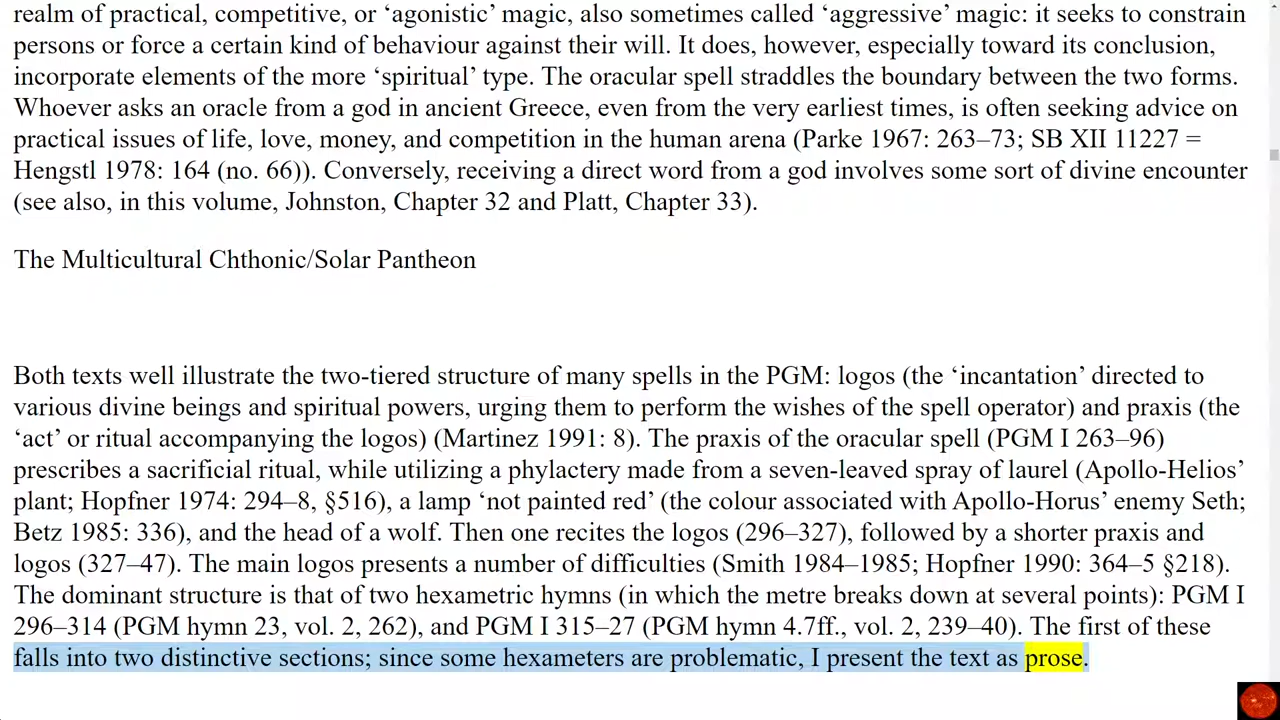 realm of practical, competitive, or ‘agonistic’ magic, also sometimes called ‘aggressive’ magic: it seeks to constrain
persons or force a certain kind of behaviour against their will. It does, however, especially toward its conclusion,
incorporate elements of the more ‘spiritual’ type. The oracular spell straddles the boundary between the two forms.
Whoever asks an oracle from a god in ancient Greece, even from the very earliest times, is often seeking advice on
practical issues of life, love, money, and competition in the human arena (Parke 1967: 263–73; SB XII 11227 =
Hengstl 1978: 164 (no. 66)). Conversely, receiving a direct word from a god involves some sort of divine encounter
(see also, in this volume, Johnston, Chapter 32 and Platt, Chapter 33).
The Multicultural Chthonic/Solar Pantheon
Both texts well illustrate the two-tiered structure of many spells in the PGM: logos (the ‘incantation’ directed to
various divine beings and spiritual powers, urging them to perform the wishes of the spell operator) and praxis (the
‘act’ or ritual accompanying the logos) (Martinez 1991: 8). The praxis of the oracular spell (PGM I 263–96)
prescribes a sacrificial ritual, while utilizing a phylactery made from a seven-leaved spray of laurel (Apollo-Helios’
plant; Hopfner 1974: 294–8, §516), a lamp ‘not painted red’ (the colour associated with Apollo-Horus’ enemy Seth;
Betz 1985: 336), and the head of a wolf. Then one recites the logos (296–327), followed by a shorter praxis and
logos (327–47). The main logos presents a number of difficulties (Smith 1984–1985; Hopfner 1990: 364–5 §218).
The dominant structure is that of two hexametric hymns (in which the metre breaks down at several points): PGM I
296–314 (PGM hymn 23, vol. 2, 262), and PGM I 315–27 (PGM hymn 4.7ff., vol. 2, 239–40). The first of these
falls into two distinctive sections; since some hexameters are problematic, I present the text as prose.